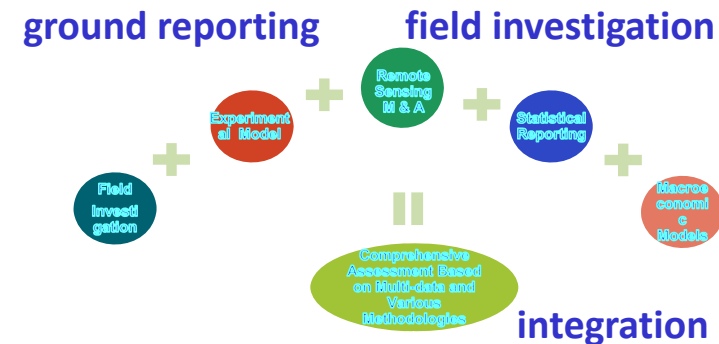 ground reporting
field investigation
Remote
Sensing
M & A
Experiment
al Model
Statistical
Reporting
Field
Investi
gation
Macroe
conomi
c
Models
Comprehensive
Assessment Based
on Multi-data and
Various
Methodologies
integration